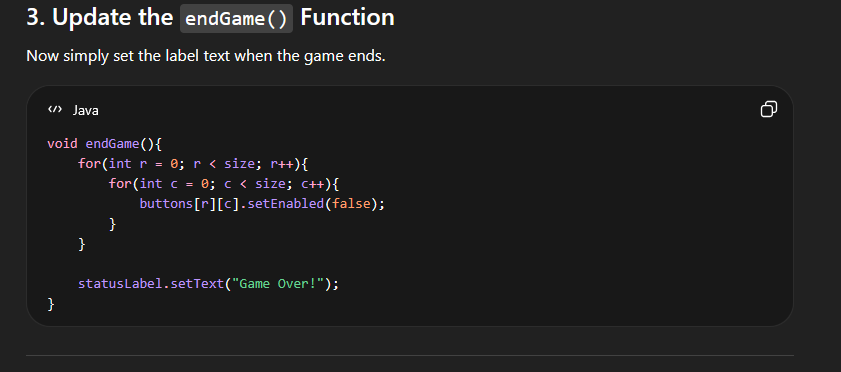 3. Update the endGame() Function
Now simply set the label text when the game ends.
</> Java
void endGame(){
    for(int r = 0; r < size; r++){
        for(int c = 0; c < size; c++){
            buttons[r][c].setEnabled(false);
        }
    }

    statusLabel.setText("Game Over!");
}